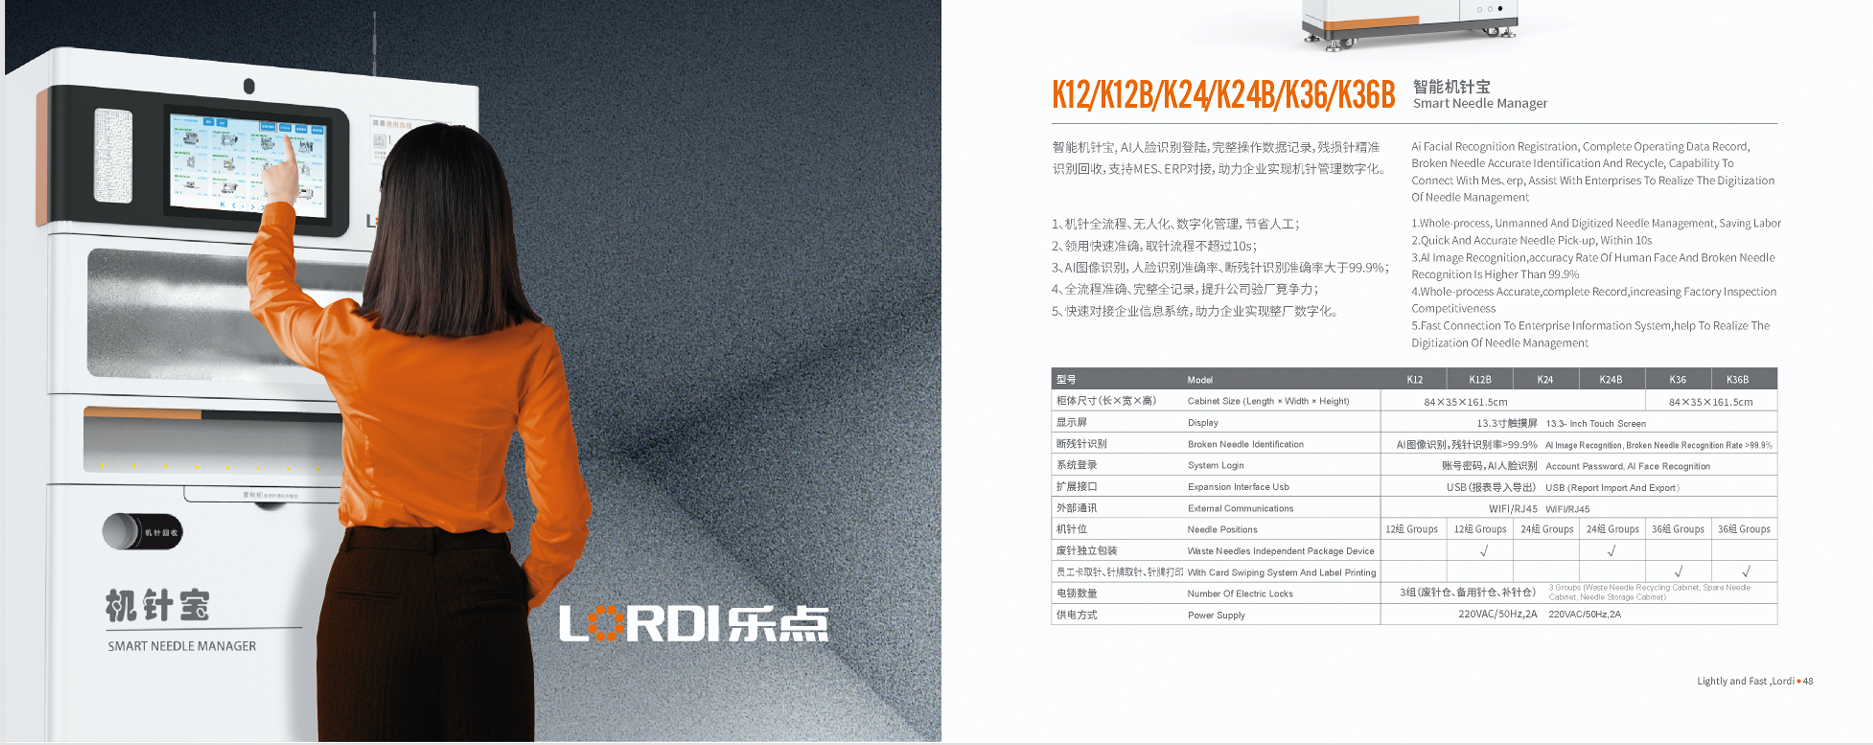 机针回收
机针宝
SMART NEEDLE MANAGER
LORDI乐点
K12/K12B/K24/K24B/K36/K36B
智能机针宝
Smart Needle Manager
智能机针宝, AI人脸识别登陆,完整操作数据记录,残损针精准
识别回收,支持MES、ERP对接,助力企业实现机针管理数字化。
Ai Facial Recognition Registration, Complete Operating Data Record,
Broken Needle Accurate Identification And Recycle, Capability To
Connect With Mes、erp, Assist With Enterprises To Realize The Digitization
Of Needle Management
1、机针全流程、无人化、数字化管理,节省人工;
2、领用快速准确,取针流程不超过10s;
3、AI图像识别,人脸识别准确率、断残针识别准确率大于99.9%;
4、全流程准确、完整全记录,提升公司验厂竞争力;
5、快速对接企业信息系统,助力企业实现整厂数字化。
1.Whole-process, Unmanned And Digitized Needle Management, Saving Labor
2.Quick And Accurate Needle Pick-up, Within 10s
3.AI Image Recognition,accuracy Rate Of Human Face And Broken Needle
Recognition Is Higher Than 99.9%
4.Whole-process Accurate,complete Record,increasing Factory Inspection
Competitiveness
5.Fast Connection To Enterprise Information System,help To Realize The
Digitization Of Needle Management
型号 Model K12 K12B K24 K24B K36 K36B
柜体尺寸(长×宽×高) Cabinet Size (Length × Width × Height) 84×35×161.5cm 84×35×161.5cm
显示屏 Display 13.3寸触摸屏 13.3- Inch Touch Screen
断残针识别 Broken Needle Identification AI图像识别,残针识别率>99.9% AI Image Recognition, Broken Needle Recognition Rate >99.9%
系统登录 System Login 账号密码,AI人脸识别 Account Password, AI Face Recognition
扩展接口 Expansion Interface Usb USB(报表导入导出) USB (Report Import And Export)
外部通讯 External Communications WIFI/RJ45 WIFI/RJ45
机针位 Needle Positions 12组 Groups 12组 Groups 24组 Groups 24组 Groups 36组 Groups 36组 Groups
废针独立包装 Waste Needles Independent Package Device √ √
员工卡取针、针牌取针、针牌打印 With Card Swiping System And Label Printing √ √
电锁数量 Number Of Electric Locks 3组(废针仓、备用针仓、补针仓) 3 Groups (Waste Needle Recycling Cabinet, Spare Needle
Cabinet, Needle Storage Cabinet)
供电方式 Power Supply 220VAC/50Hz,2A 220VAC/50Hz,2A
Lightly and Fast ,Lordi•48